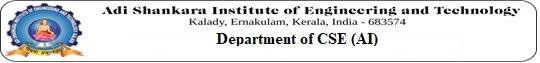 Adi Shankara Institute of Engineering and Technology
Kalady, Ernakulam, Kerala, India - 683574
Department of CSE (AI)